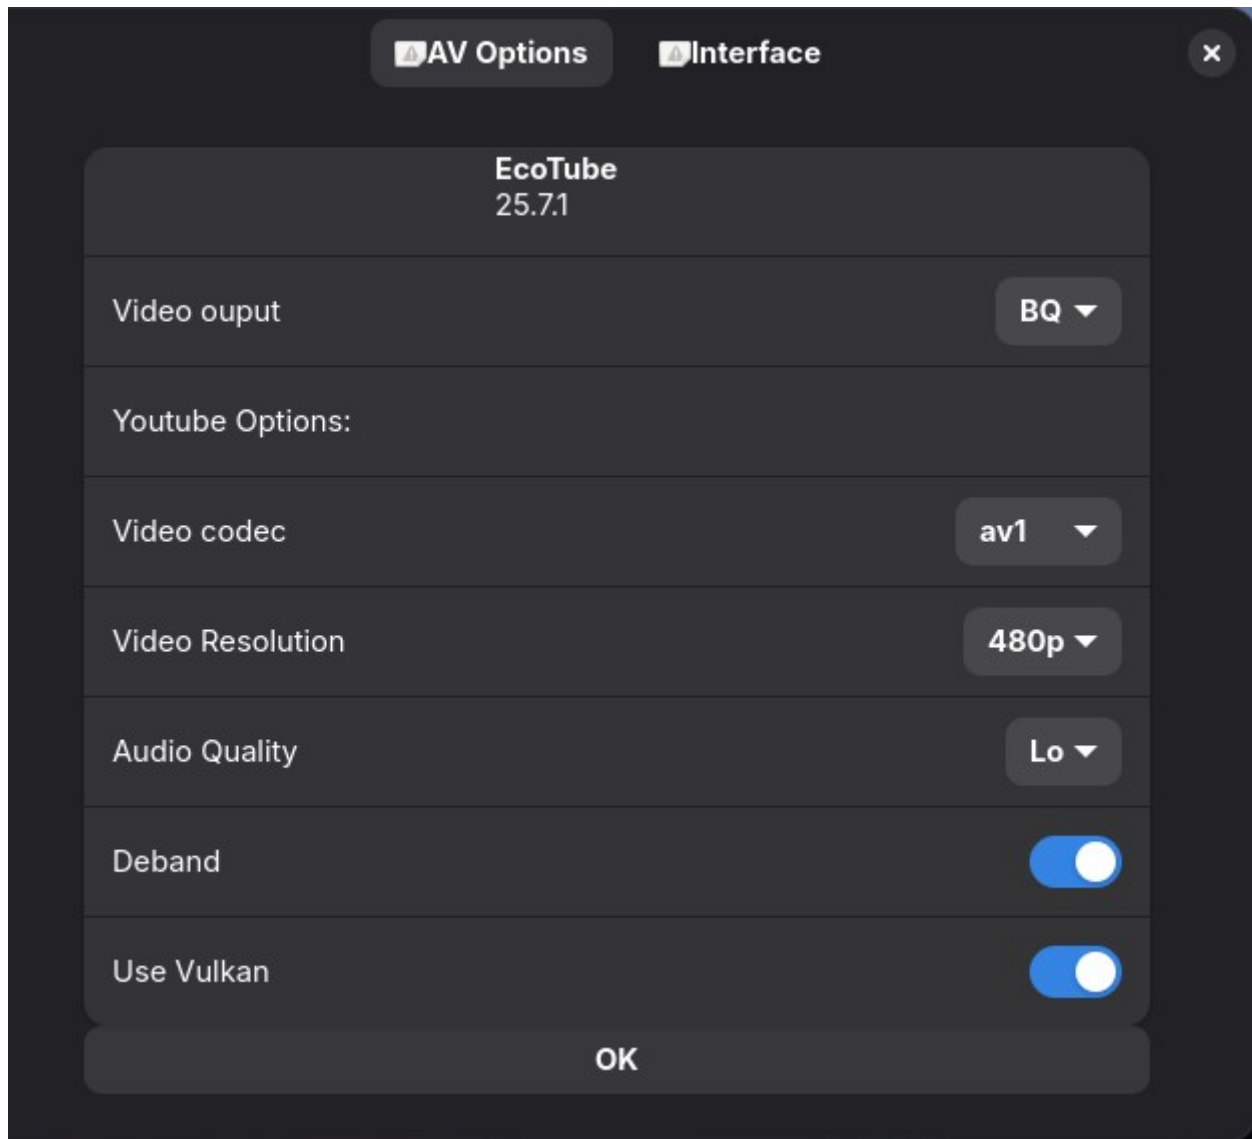 AV Options
Interface
EcoTube
25.7.1
Video ouput
BQ
Youtube Options:
Video codec
av1
Video Resolution
480p
Audio Quality
Lo
Deband
Use Vulkan
OK